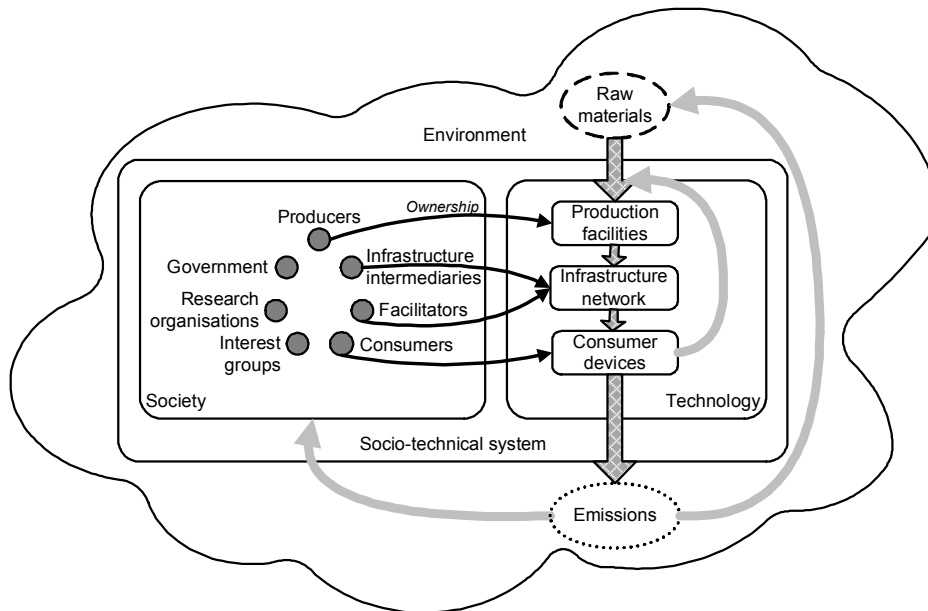 Raw
materials
Environment
Ownership
Producers
Production
facilities
Infrastructure
intermediaries
Government
Infrastructure
network
Research
organisations
Facilitators
Interest
groups
Consumers
Consumer
devices
Society
Technology
Socio-technical system
Emissions